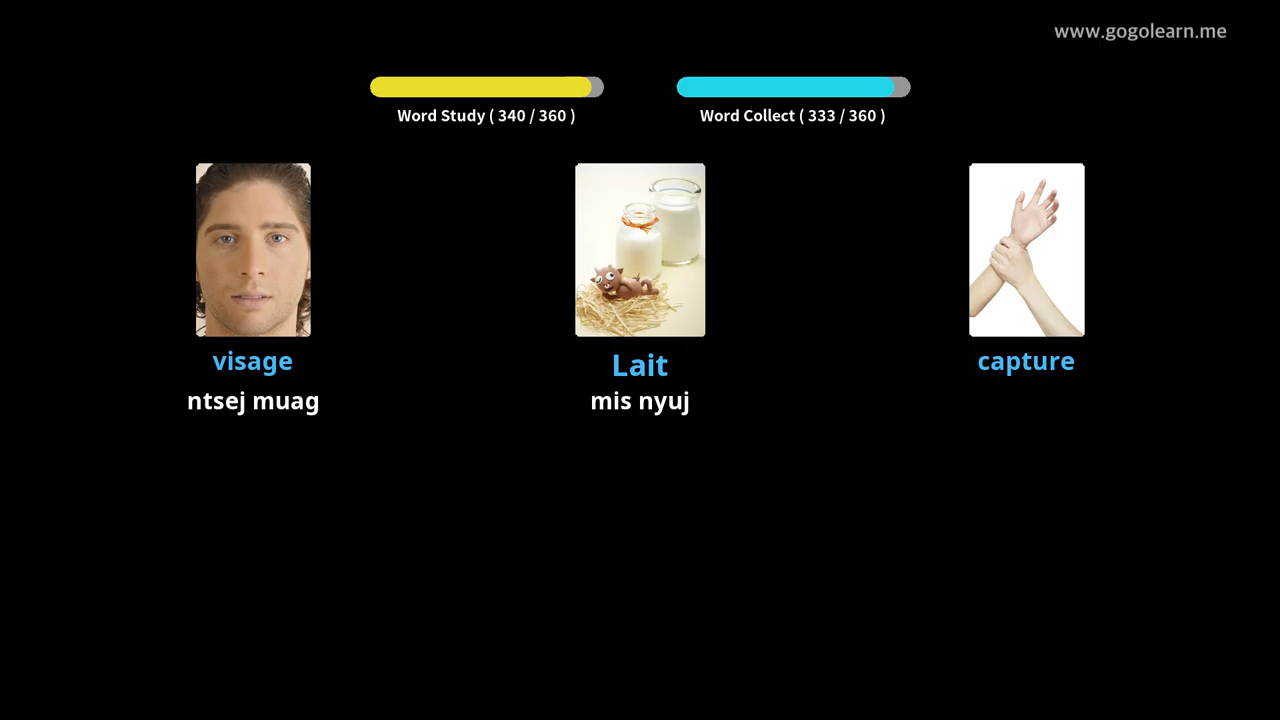 www.gogolearn.me
Word Study ( 340 / 360 )
Word Collect ( 333 / 360 )
visage
Lait
capture
ntsej muag
mis nyuj